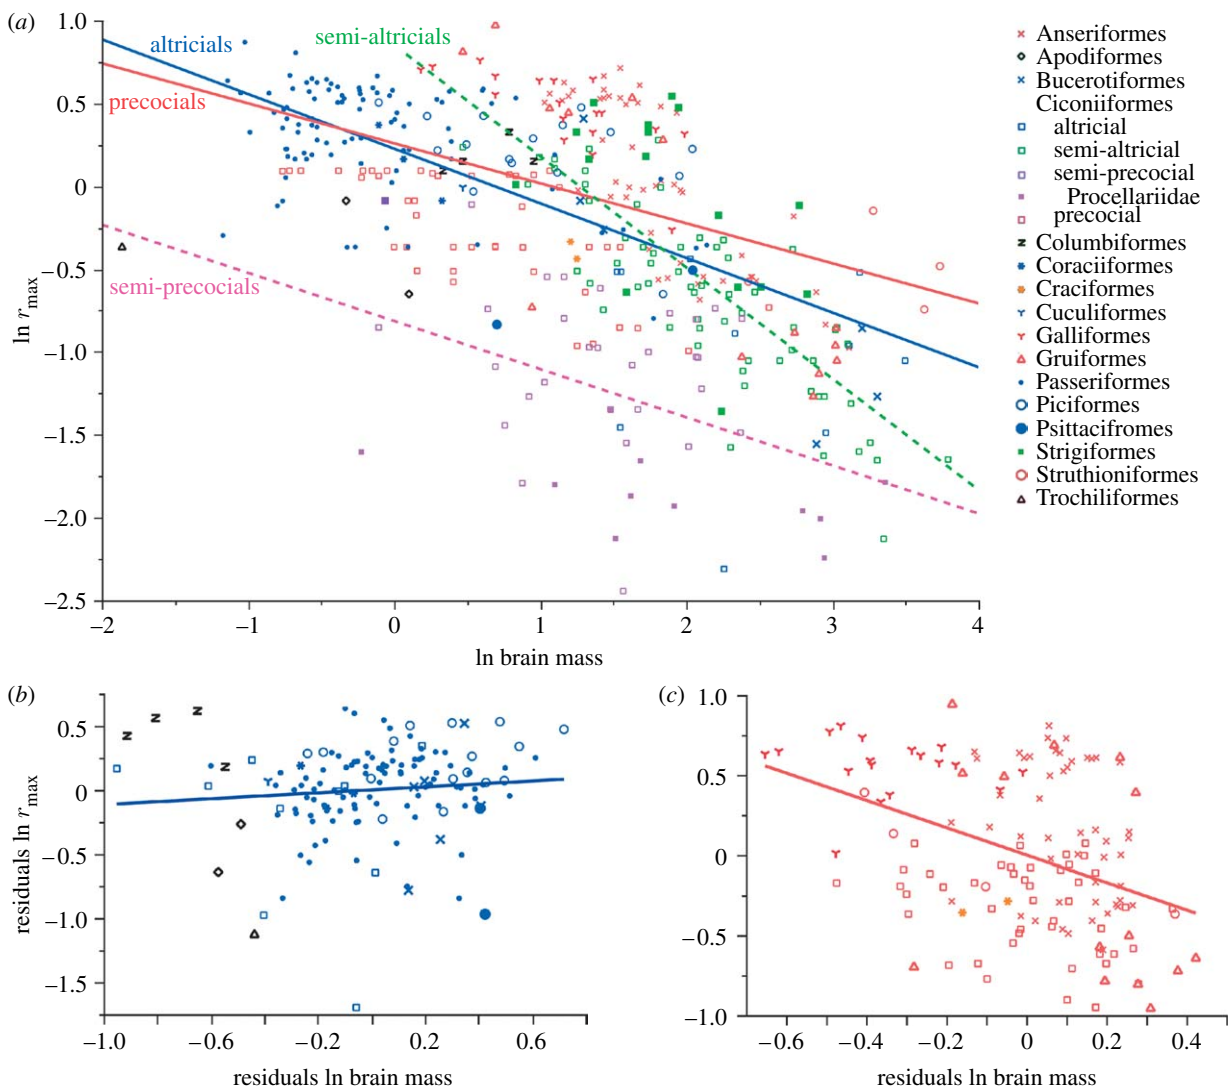 (a)
1.0
0.5
0
−0.5
−1.0
−1.5
−2.0
−2.5
ln rmax
altricials
semi-altricials
precocials
semi-precocials
−2
−1
0
1
2
3
4
ln brain mass
Anseriformes
Apodiformes
Bucerotiformes
Ciconiiformes
altricial
semi-altricial
semi-precocial
Procellariidae
precocial
Columbiformes
Coraciiformes
Craciformes
Cuculiformes
Galliformes
Gruiformes
Passeriformes
Piciformes
Psittacifromes
Strigiformes
Struthioniformes
Trochiliformes
(b)
0.5
0
−0.5
−1.0
−1.5
residuals ln rmax
−1.0
−0.6
−0.2
0.2
0.6
residuals ln brain mass
(c)
1.0
0.5
0
−0.5
−1.0
−0.6
−0.4
−0.2
0
0.2
0.4
residuals ln brain mass